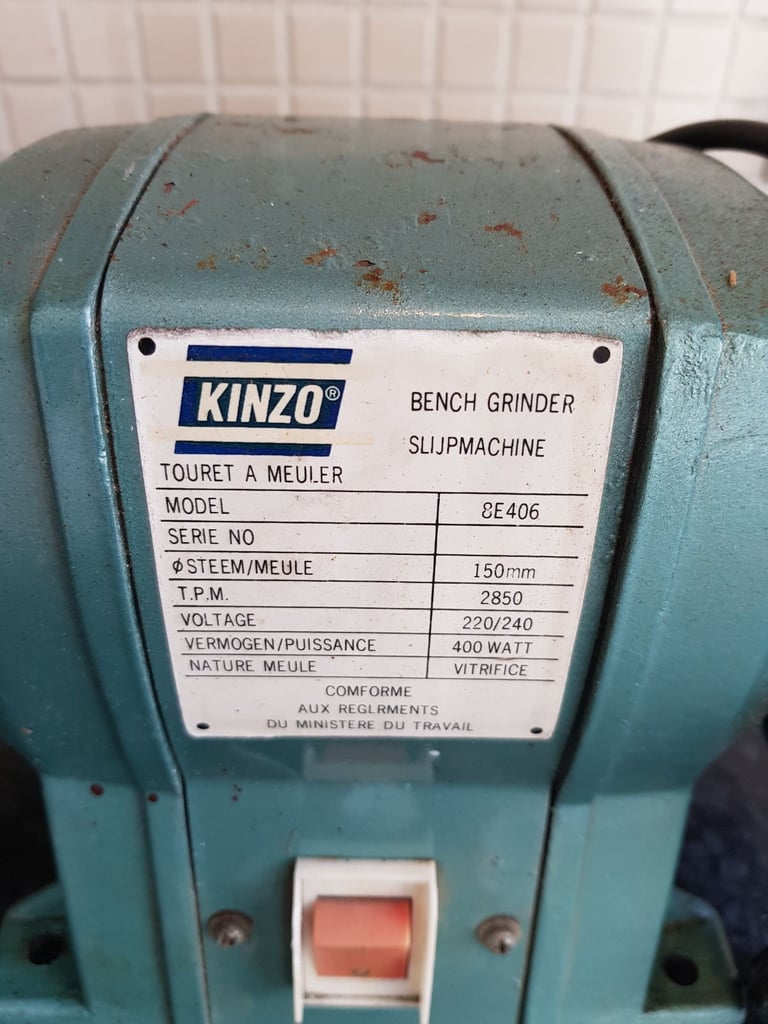 KINZO®
BENCH GRINDER
SLIJPMACHINE
TOURET A MEULER
MODEL 8E406
SERIE NO
ØSTEEM/MEULE 150mm
T.P.M. 2850
VOLTAGE 220/240
VERMOGEN/PUISSANCE 400 WATT
NATURE MEULE VITRIFICE
COMFORME
AUX REGLRMENTS
DU MINISTERE DU TRAVAIL